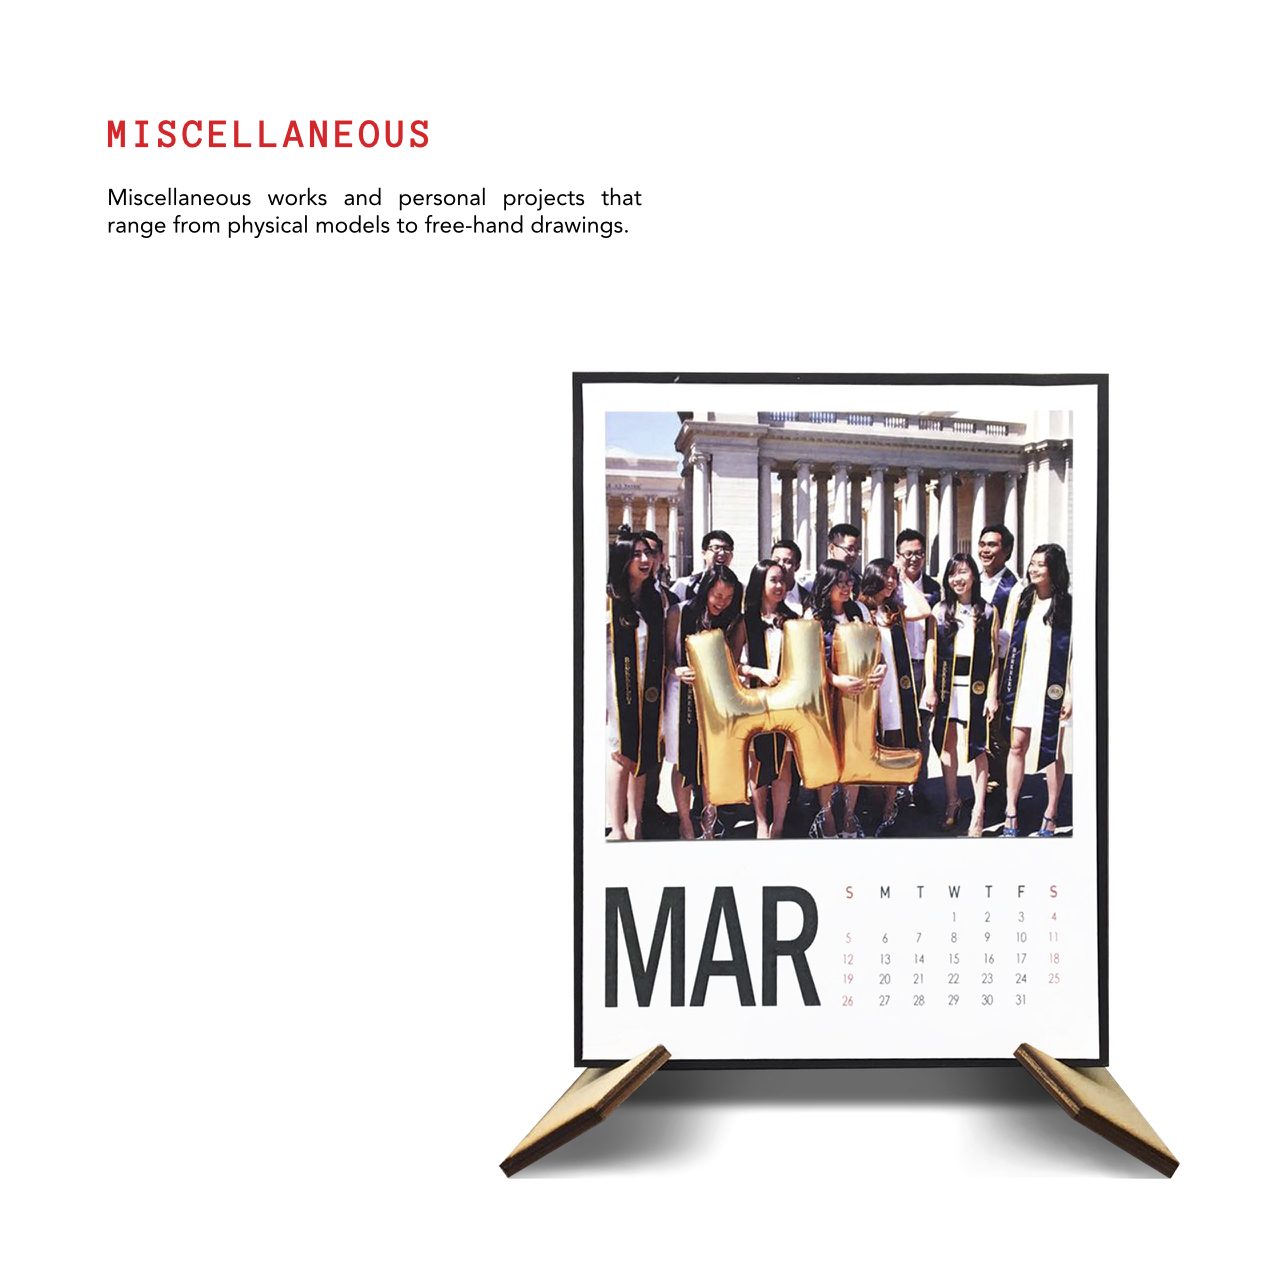 MISCELLANEOUS
Miscellaneous works and personal projects that
range from physical models to free-hand drawings.
BERKELEY
HL
MAR
S M T W T F S
1 2 3 4
5 6 7 8 9 10 11
12 13 14 15 16 17 18
19 20 21 22 23 24 25
26 27 28 29 30 31